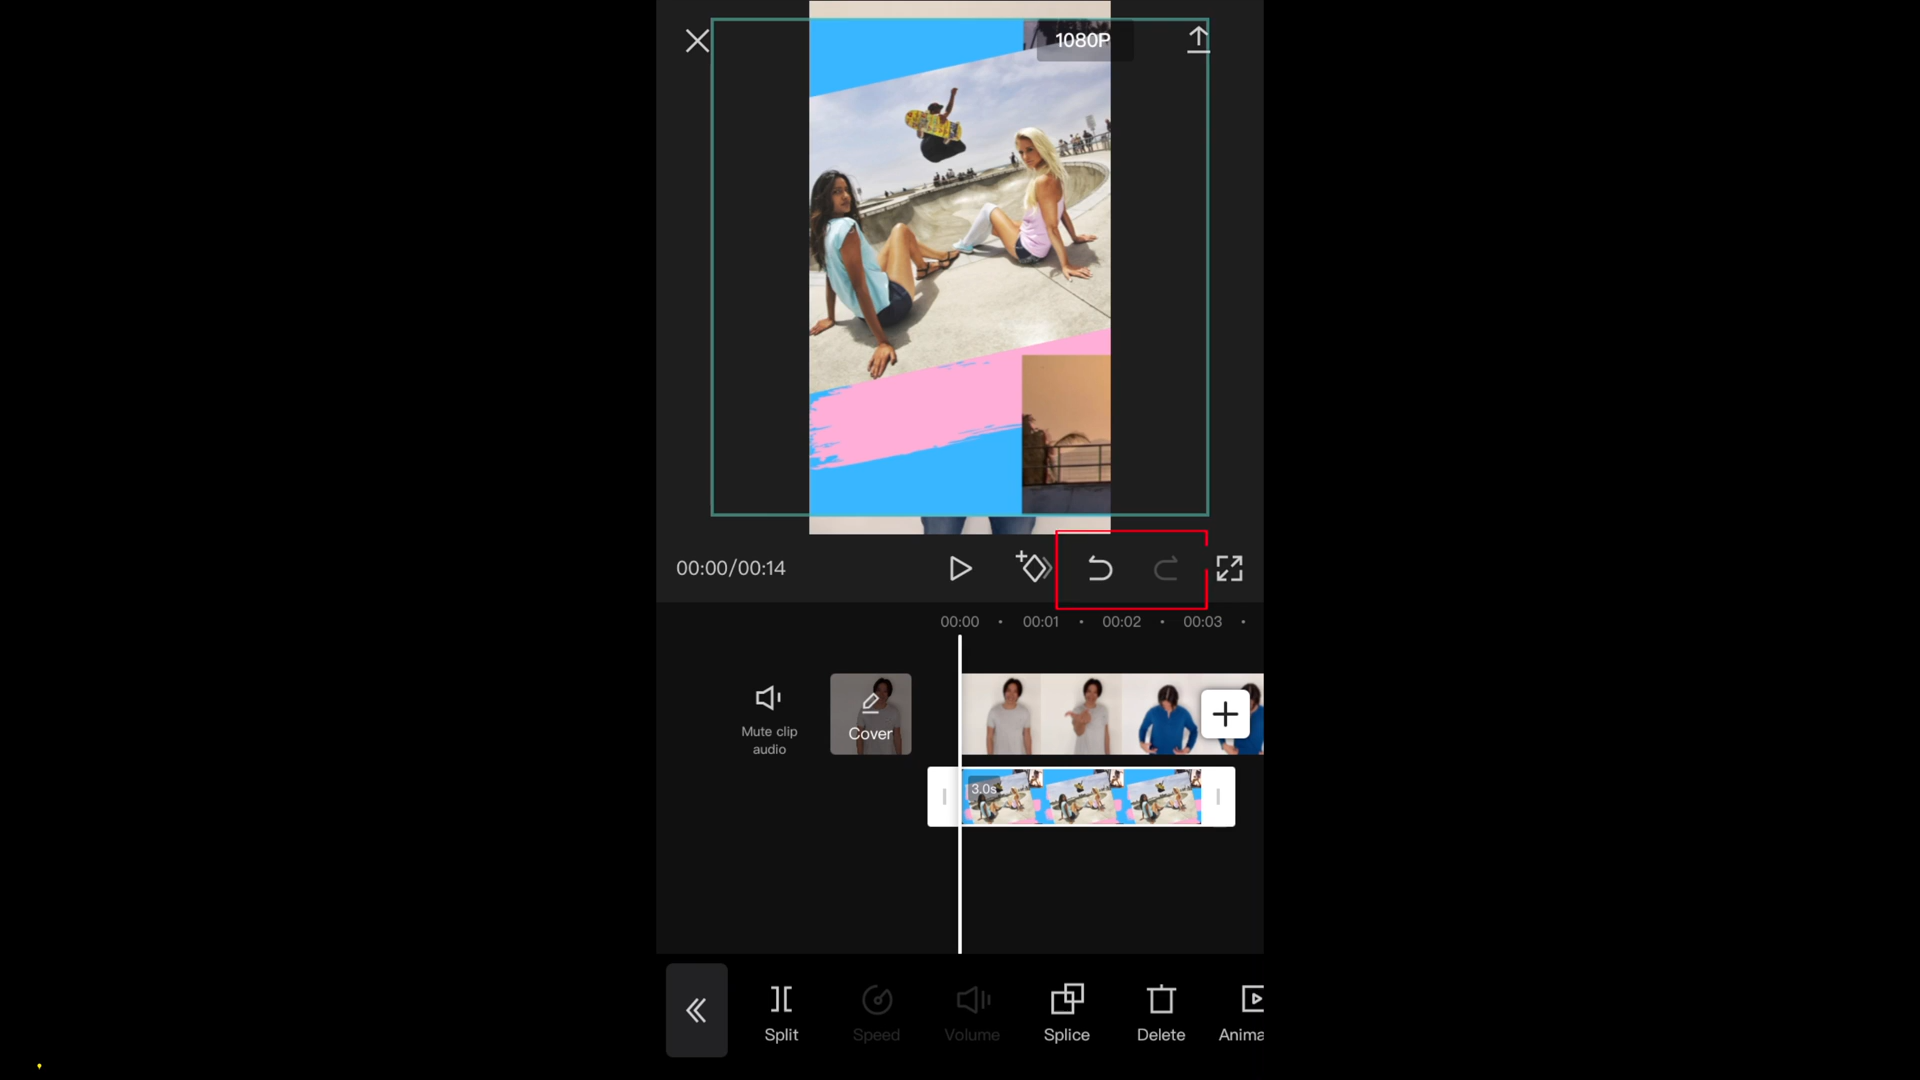 1080P
00:00/00:14
00:00 • 00:01 • 00:02 • 00:03 •
Mute clip
audio
Cover
3.0s
Split
Speed
Volume
Splice
Delete
Anima